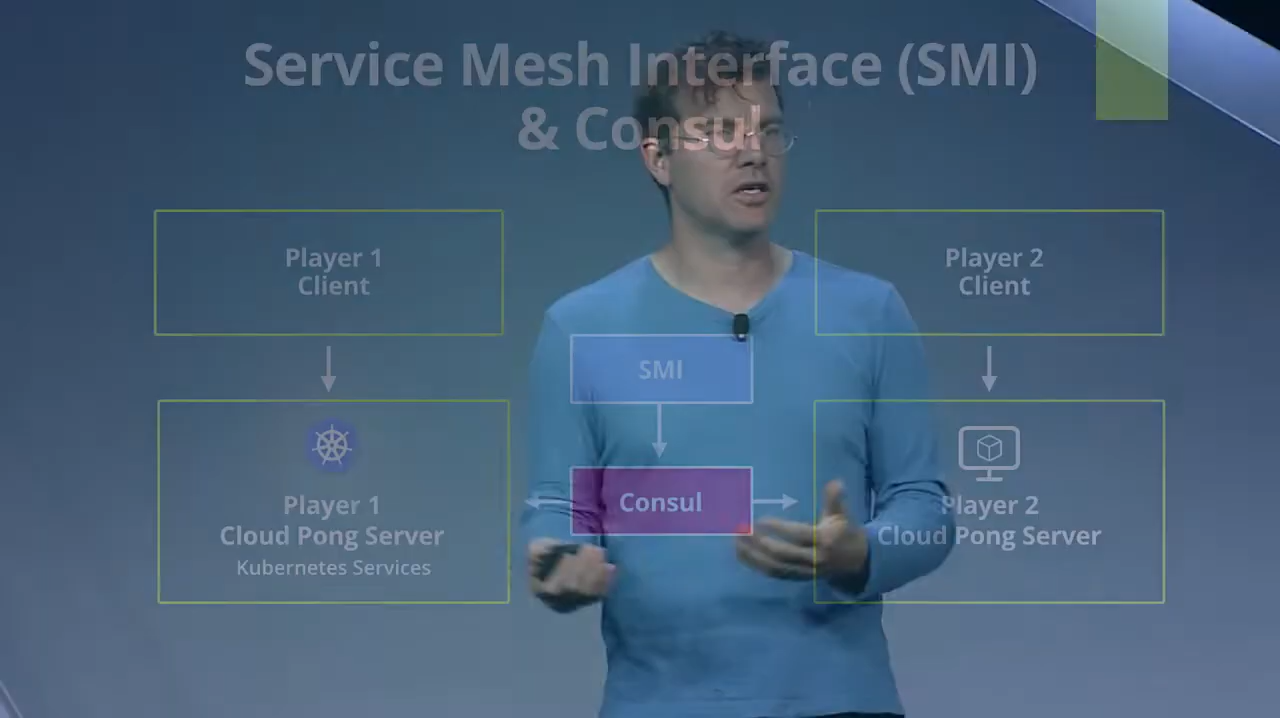 Service Mesh Interface (SMI)
& Consul
Player 1
Client
Player 2
Client
SMI
Consul
Player 1
Cloud Pong Server
Kubernetes Services
Player 2
Cloud Pong Server